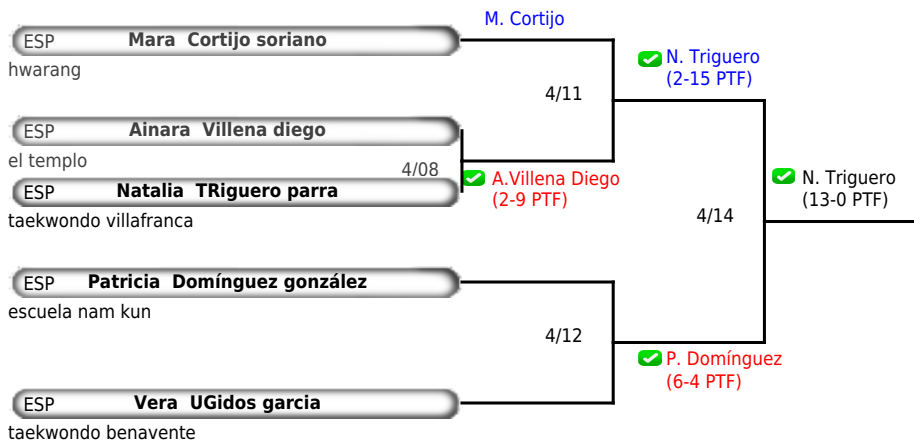 M. Cortijo
ESP Mara Cortijo soriano
hwarang
N. Triguero
(2-15 PTF)
4/11
ESP Ainara Villena diego
el templo
4/08
A.Villena Diego
(2-9 PTF)
ESP Natalia TRiguero parra
taekwondo villafranca
N. Triguero
(13-0 PTF)
4/14
ESP Patricia Domínguez gonzález
escuela nam kun
4/12
P. Domínguez
(6-4 PTF)
ESP Vera UGidos garcia
taekwondo benavente